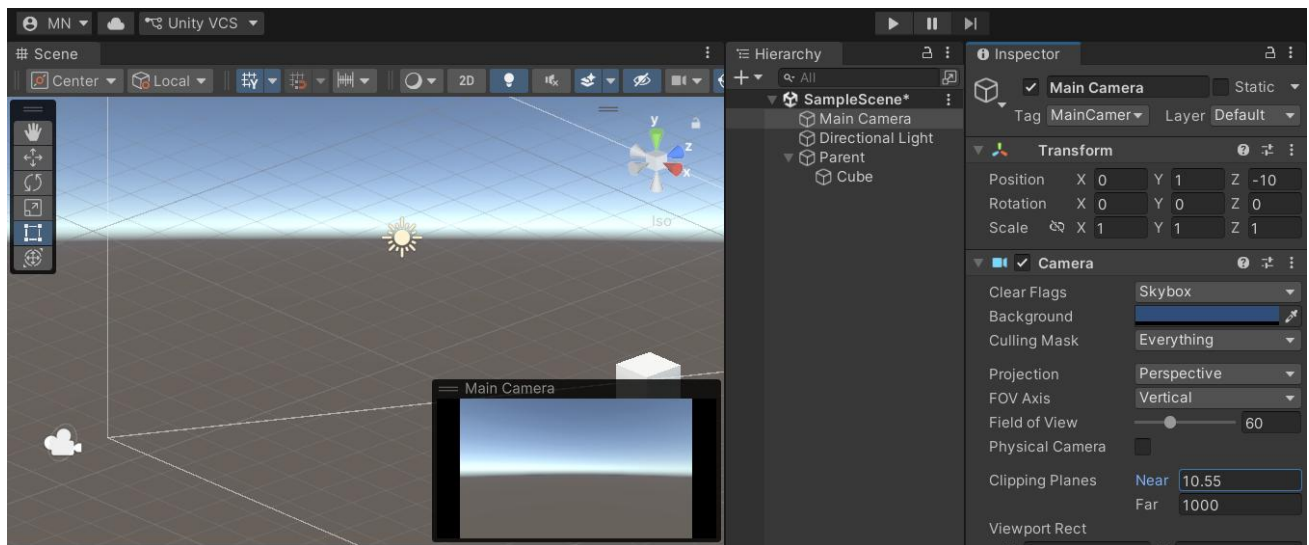 MN Unity VCS
Scene
Center Local 2D
y
z
x
Iso
Main Camera
Hierarchy
All
SampleScene*
Main Camera
Directional Light
Parent
Cube
Inspector
Main Camera Static
Tag MainCamer Layer Default
Transform
Position X 0 Y 1 Z -10
Rotation X 0 Y 0 Z 0
Scale X 1 Y 1 Z 1
Camera
Clear Flags Skybox
Background
Culling Mask Everything
Projection Perspective
FOV Axis Vertical
Field of View 60
Physical Camera
Clipping Planes Near 10.55
Far 1000
Viewport Rect